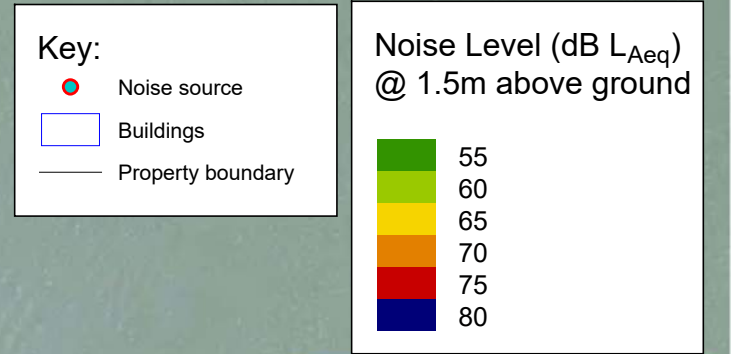 Key:
Noise source
Buildings
Property boundary
Noise Level (dB LAeq)
@ 1.5m above ground
55
60
65
70
75
80